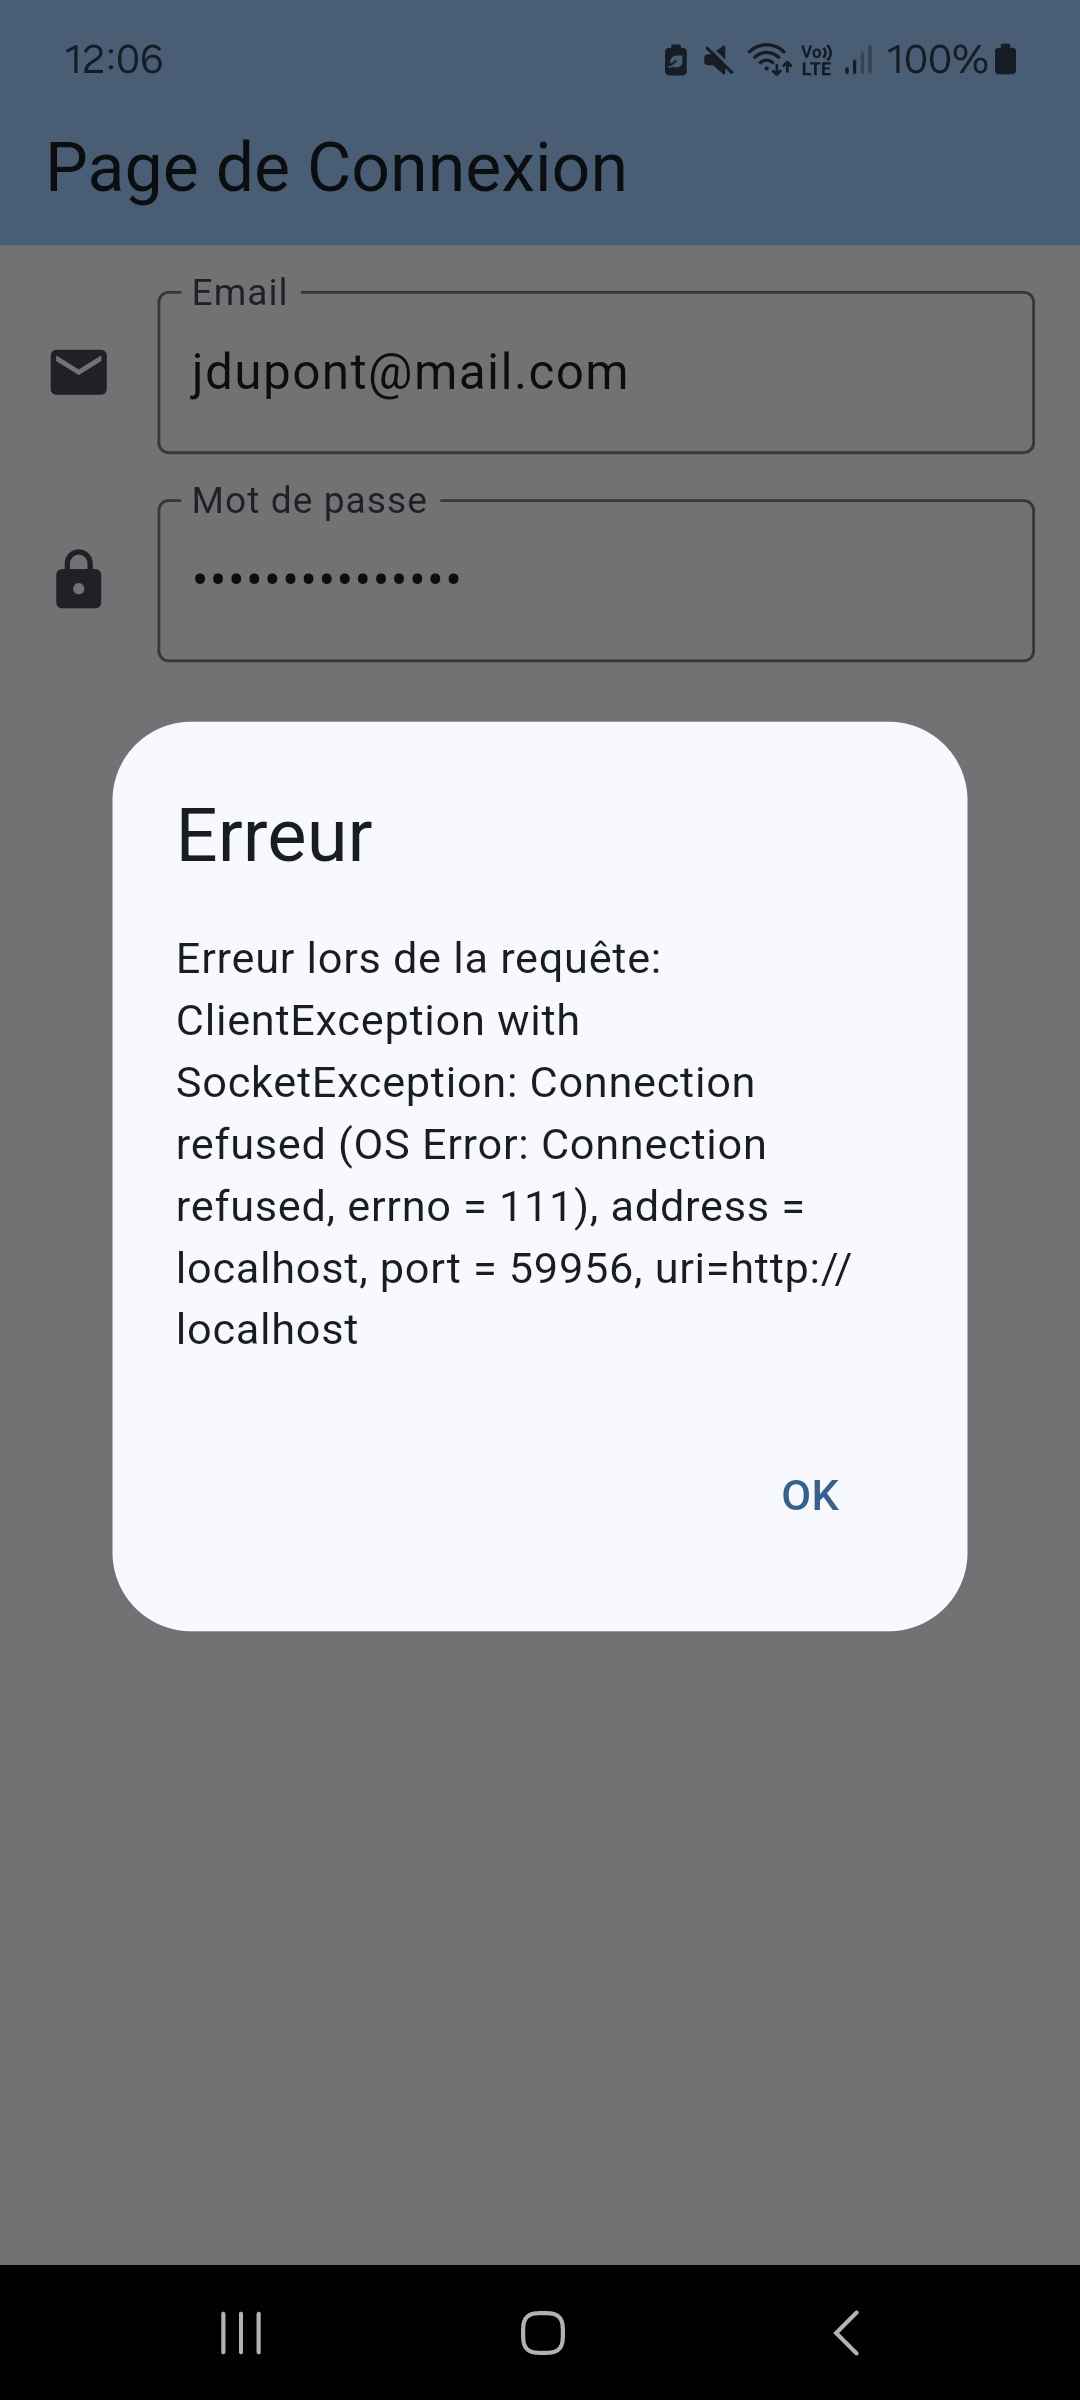 12:06
Vo)) LTE 100%
Page de Connexion
Email
jdupont@mail.com
Mot de passe
•••••••••••••••
Erreur
Erreur lors de la requête:
ClientException with
SocketException: Connection
refused (OS Error: Connection
refused, errno = 111), address =
localhost, port = 59956, uri=http://
localhost
OK